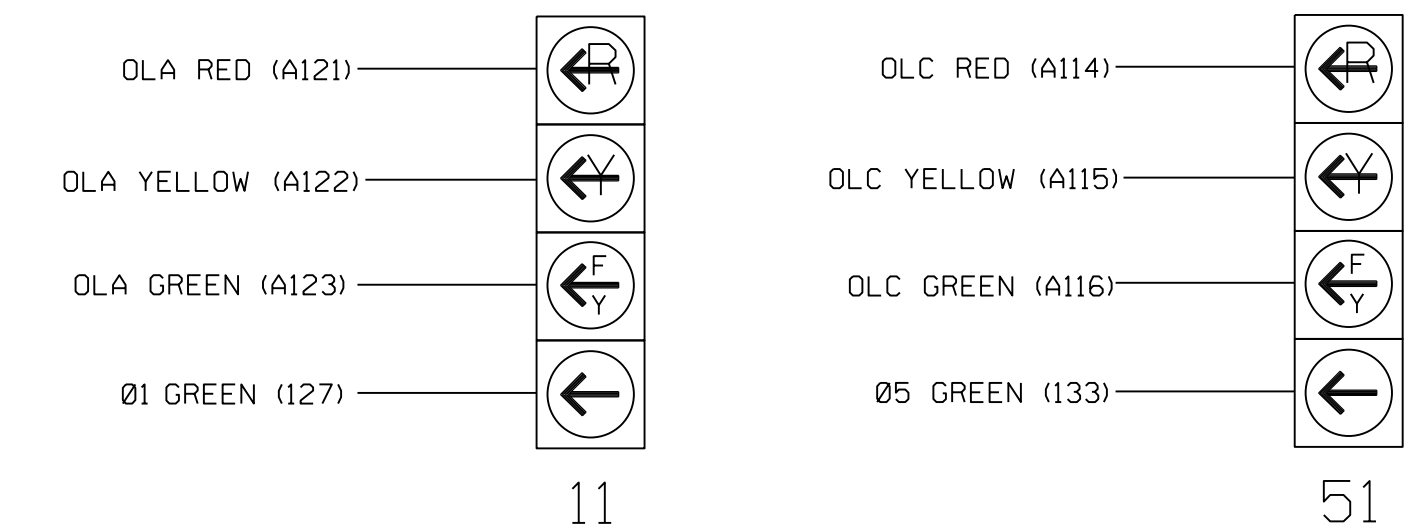 OLA RED (A121)
R
OLA YELLOW (A122)
Y
OLA GREEN (A123)
F
Y
Ø1 GREEN (127)
11
OLC RED (A114)
R
OLC YELLOW (A115)
Y
OLC GREEN (A116)
F
Y
Ø5 GREEN (133)
51